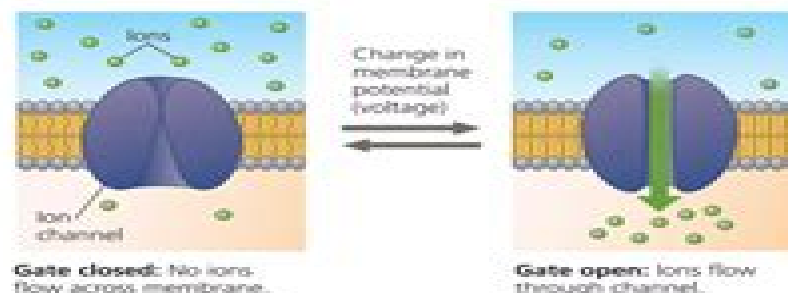 Ions
Change in
membrane
potential
(voltage)
Ion
channel
Gate closed: No ions
flow across membrane.
Gate open: Ions flow
through channel.